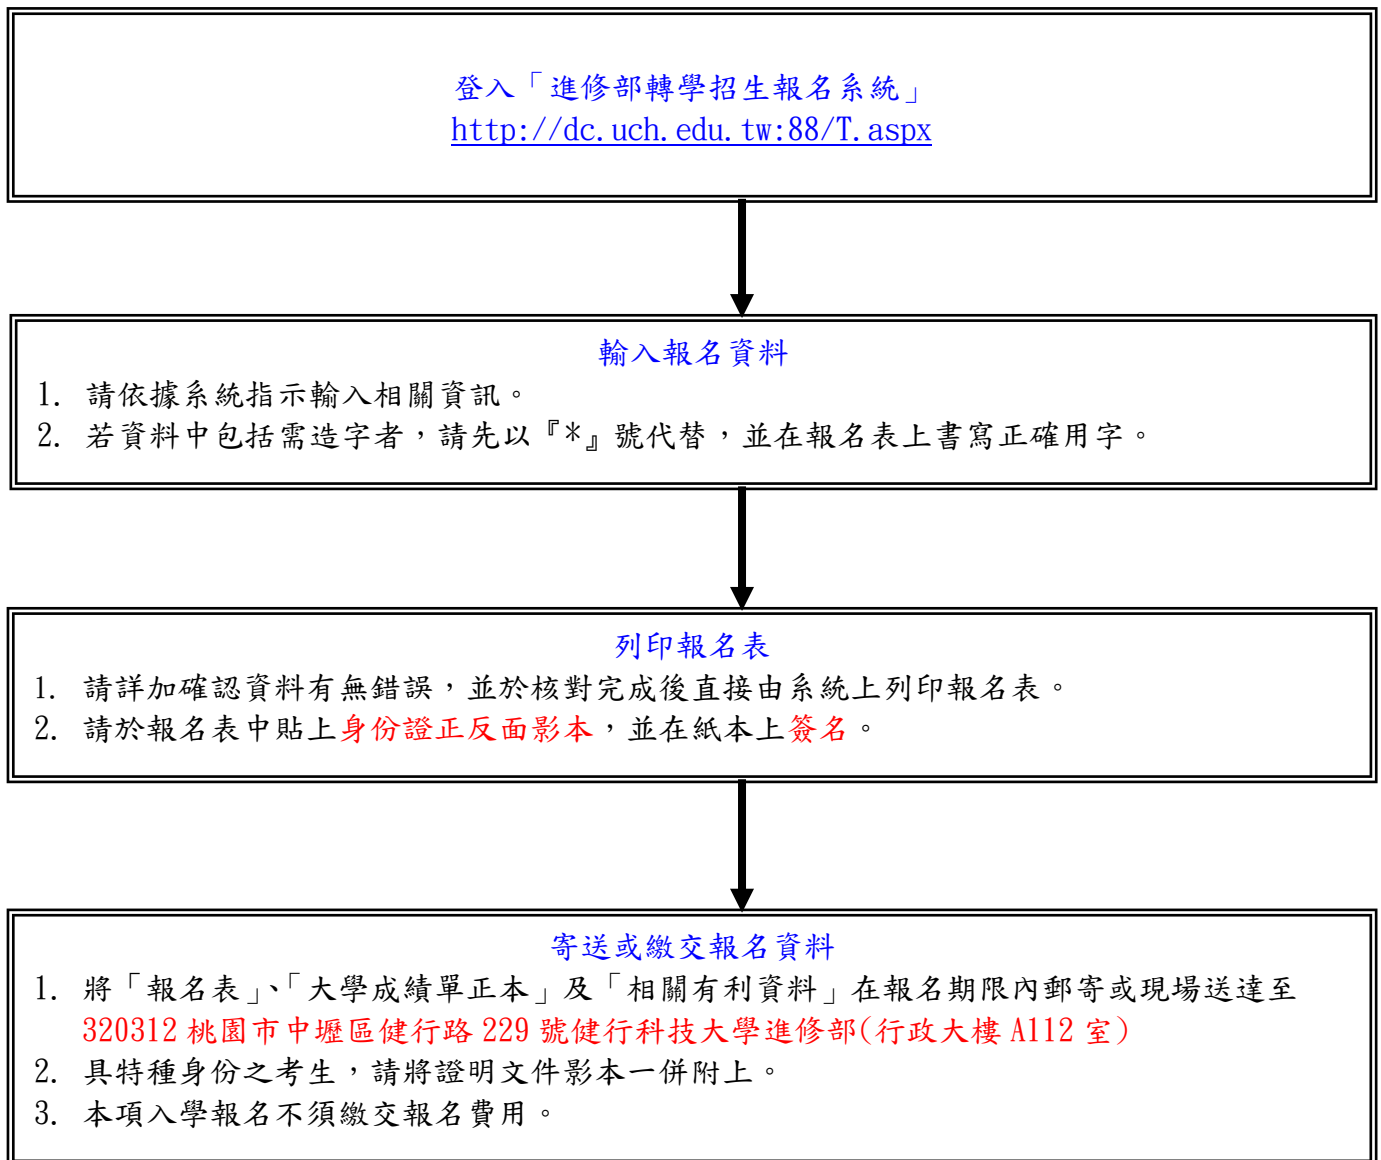 登入「進修部轉學招生報名系統」
http://dc.uch.edu.tw:88/T.aspx
輸入報名資料
1. 請依據系統指示輸入相關資訊。
2. 若資料中包括需造字者，請先以『*』號代替，並在報名表上書寫正確用字。
列印報名表
1. 請詳加確認資料有無錯誤，並於核對完成後直接由系統上列印報名表。
2. 請於報名表中貼上身份證正反面影本，並在紙本上簽名。
寄送或繳交報名資料
1. 將「報名表」、「大學成績單正本」及「相關有利資料」在報名期限內郵寄或現場送達至
320312 桃園市中壢區健行路 229 號健行科技大學進修部(行政大樓 A112 室)
2. 具特種身份之考生，請將證明文件影本一併附上。
3. 本項入學報名不須繳交報名費用。